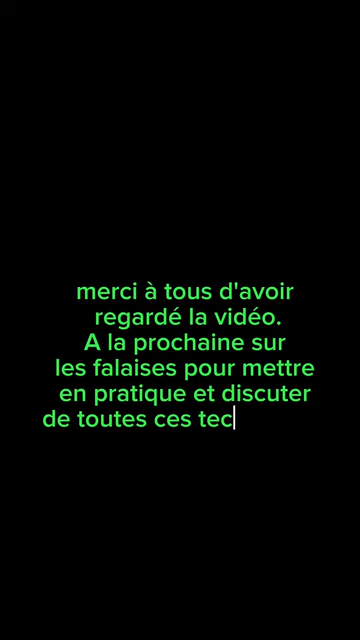 merci à tous d'avoir
regardé la vidéo.
A la prochaine sur
les falaises pour mettre
en pratique et discuter
de toutes ces tec